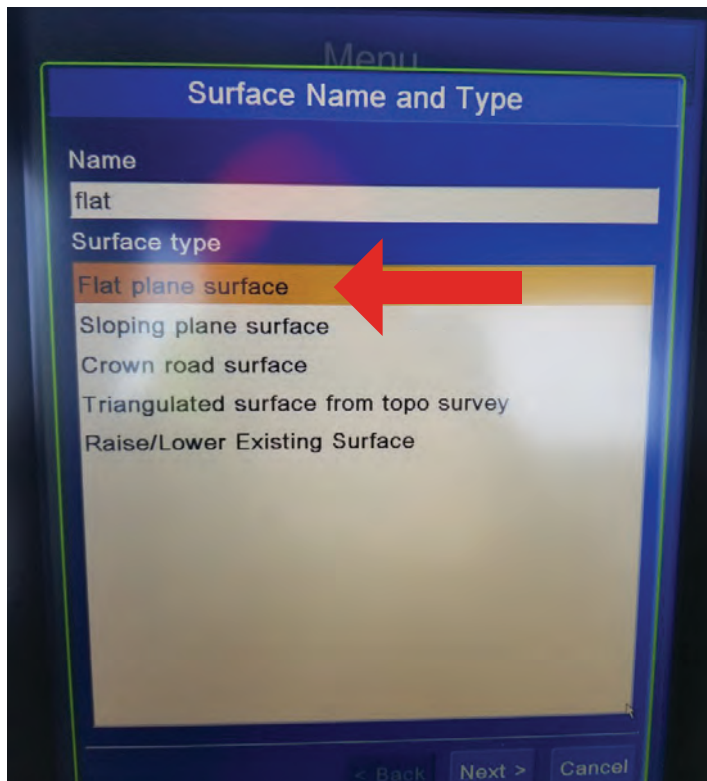 Menu
Surface Name and Type
Name
flat
Surface type
Flat plane surface
Sloping plane surface
Crown road surface
Triangulated surface from topo survey
Raise/Lower Existing Surface
< Back Next > Cancel